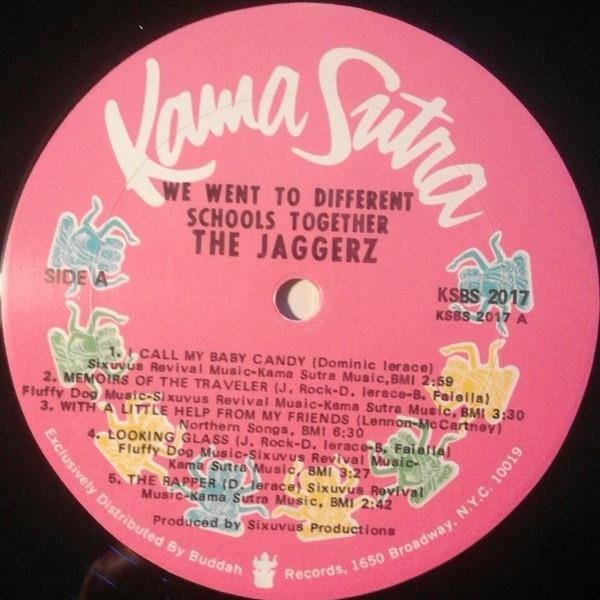 Kama Sutra
WE WENT TO DIFFERENT
SCHOOLS TOGETHER
THE JAGGERZ
SIDE A
KSBS 2017
KSBS 2017 A
1. I CALL MY BABY CANDY (Dominic Ierace)
Sixuvus Revival Music-Kama Sutra Music, BMI 2:59
2. MEMOIRS OF THE TRAVELER (J. Rock-D. Ierace-B. Faiella)
Fluffy Dog Music-Sixuvus Revival Music-Kama Sutra Music, BMI 3:30
3. WITH A LITTLE HELP FROM MY FRIENDS (Lennon-McCartney)
Northern Songs, BMI 6:30
4. LOOKING GLASS (J. Rock-D. Ierace-B. Faiella)
Fluffy Dog Music-Sixuvus Revival Music-
Kama Sutra Music, BMI 3:27
5. THE RAPPER (D. Ierace) Sixuvus Revival
Music-Kama Sutra Music, BMI 2:42
Produced by Sixuvus Productions
Exclusively Distributed By Buddah Records, 1650 Broadway, N.Y.C. 10019